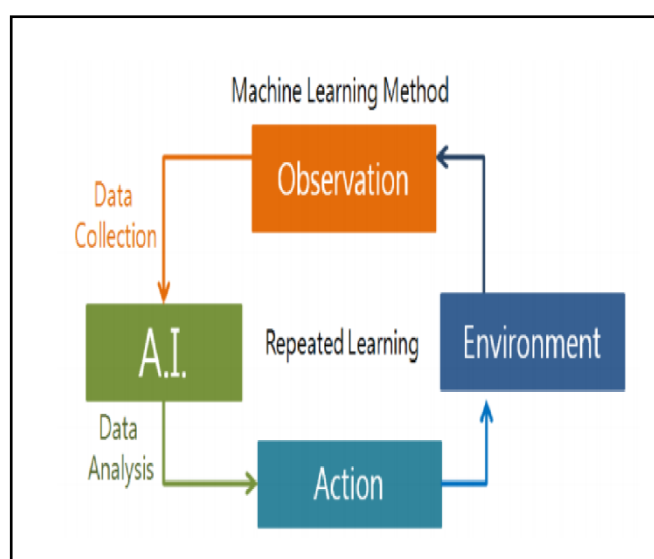 Machine Learning Method
Observation
Data
Collection
A.I.
Repeated Learning
Environment
Data
Analysis
Action